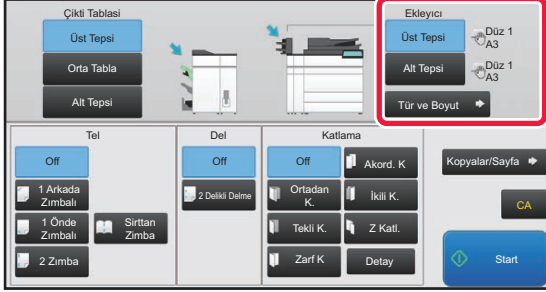 Çikti Tablasi
Üst Tepsi
Orta Tabla
Alt Tepsi
Ekleyıcı
Üst Tepsi
Düz 1
A3
Alt Tepsi
Düz 1
A3
Tür ve Boyut
Tel
Off
1 Arkada
Zımbalı
1 Önde
Zımbalı
Sirttan
Zimba
2 Zımba
Del
Off
2 Delikli Delme
Katlama
Off
Akord. K
Ortadan
K.
İkili K.
Tekli K.
Z Katl.
Zarf K
Detay
Kopyalar/Sayfa
CA
Start